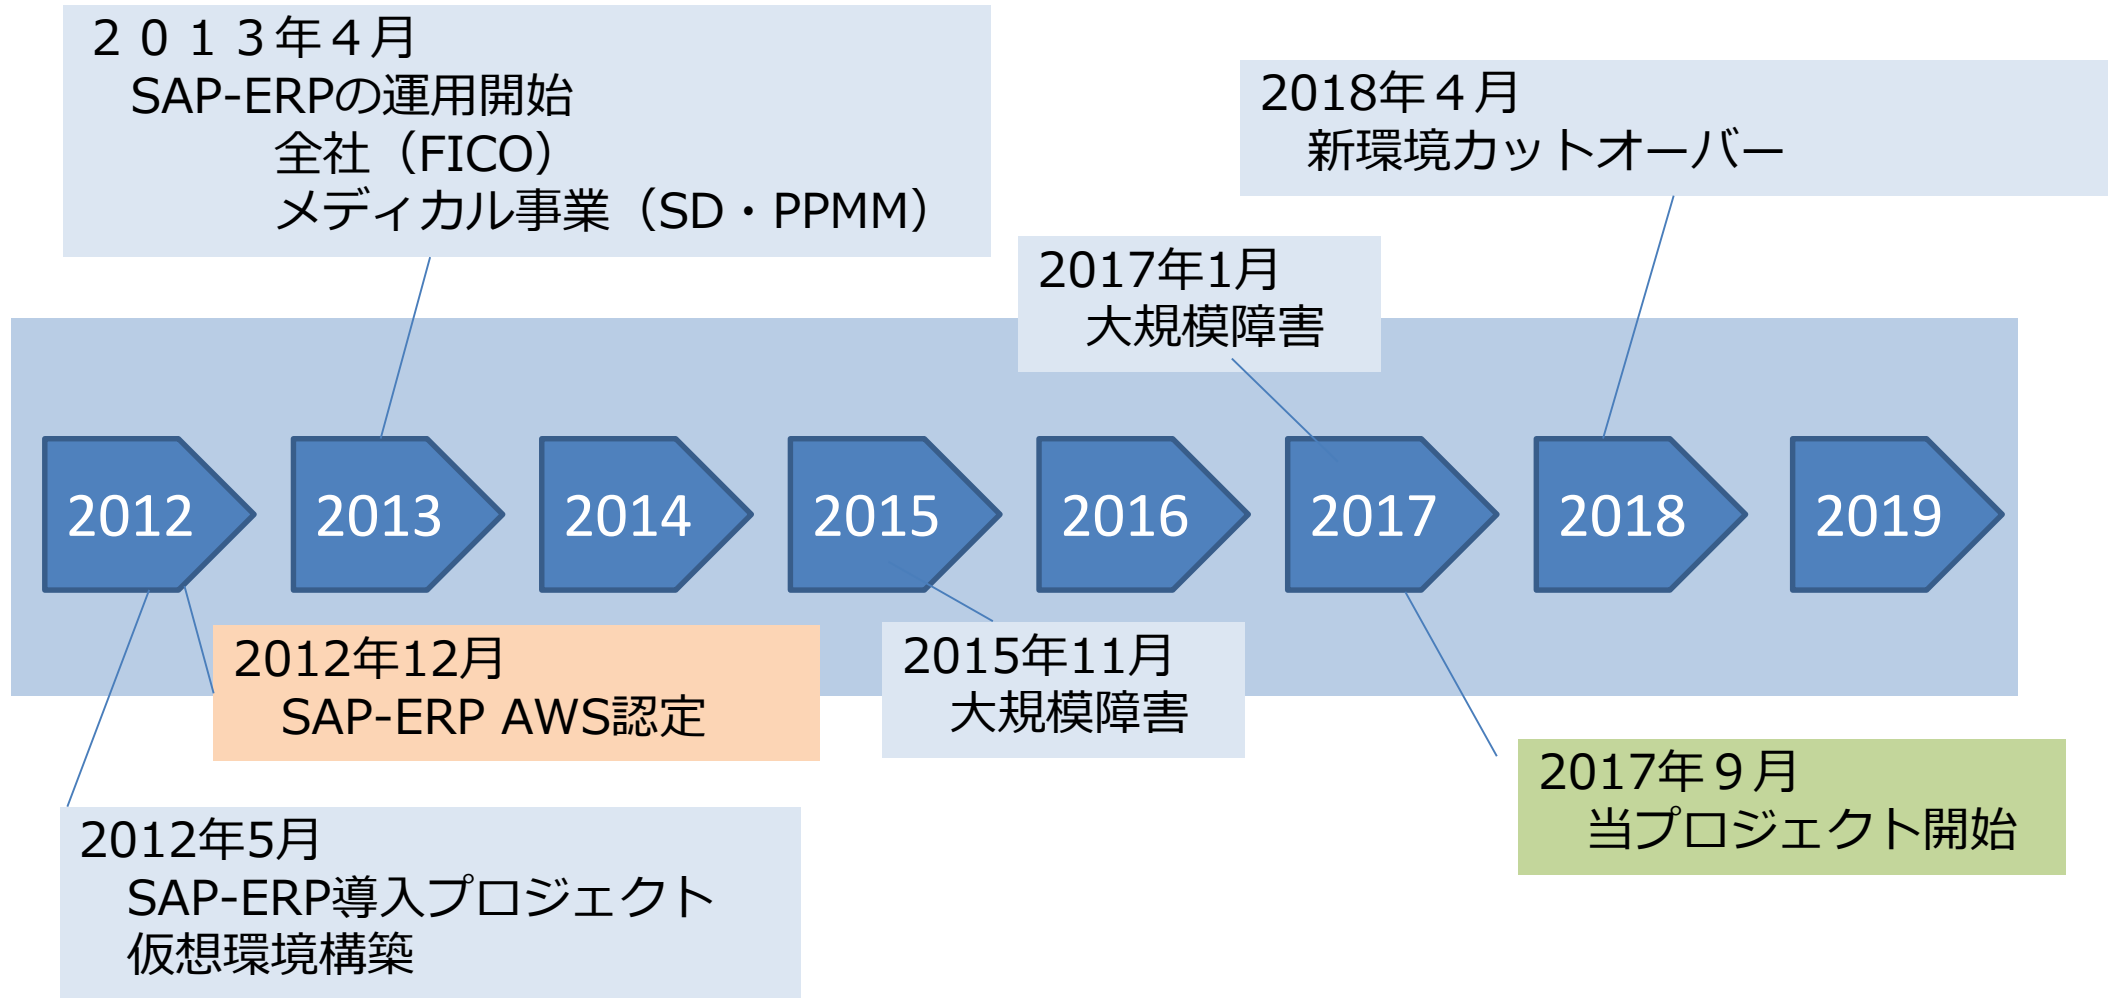 ２０１３年４月
SAP-ERPの運用開始
全社（FICO）
メディカル事業（SD・PPMM）
2018年４月
新環境カットオーバー
2017年1月
大規模障害
2012
2013
2014
2015
2016
2017
2018
2019
2012年12月
SAP-ERP AWS認定
2015年11月
大規模障害
2017年９月
当プロジェクト開始
2012年5月
SAP-ERP導入プロジェクト
仮想環境構築